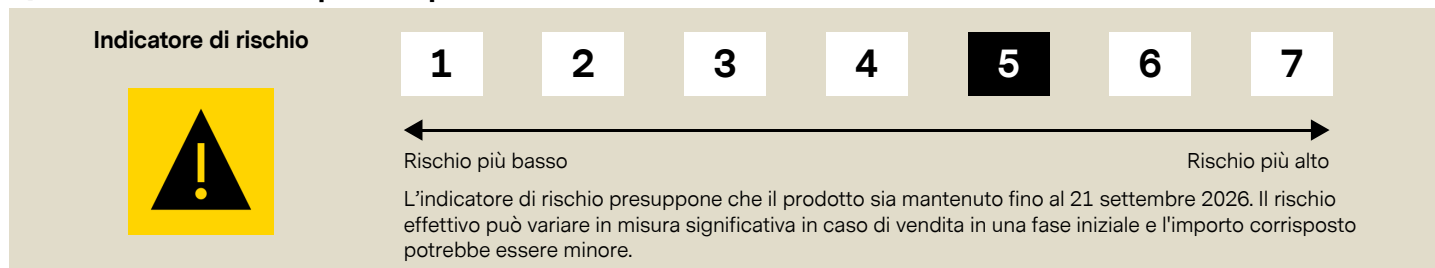 Indicatore di rischio
1 2 3 4 5 6 7
Rischio più basso Rischio più alto
L'indicatore di rischio presuppone che il prodotto sia mantenuto fino al 21 settembre 2026. Il rischio
effettivo può variare in misura significativa in caso di vendita in una fase iniziale e l'importo corrisposto
potrebbe essere minore.